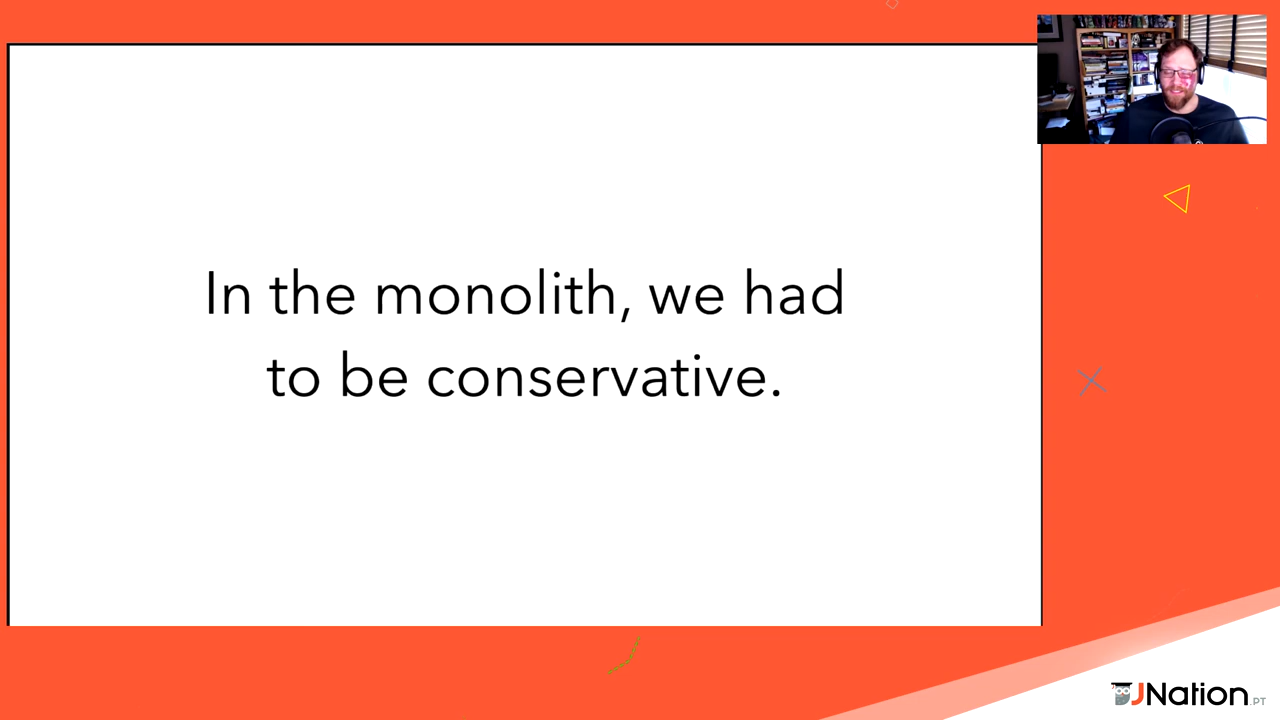 In the monolith, we had
to be conservative.
JNation.PT